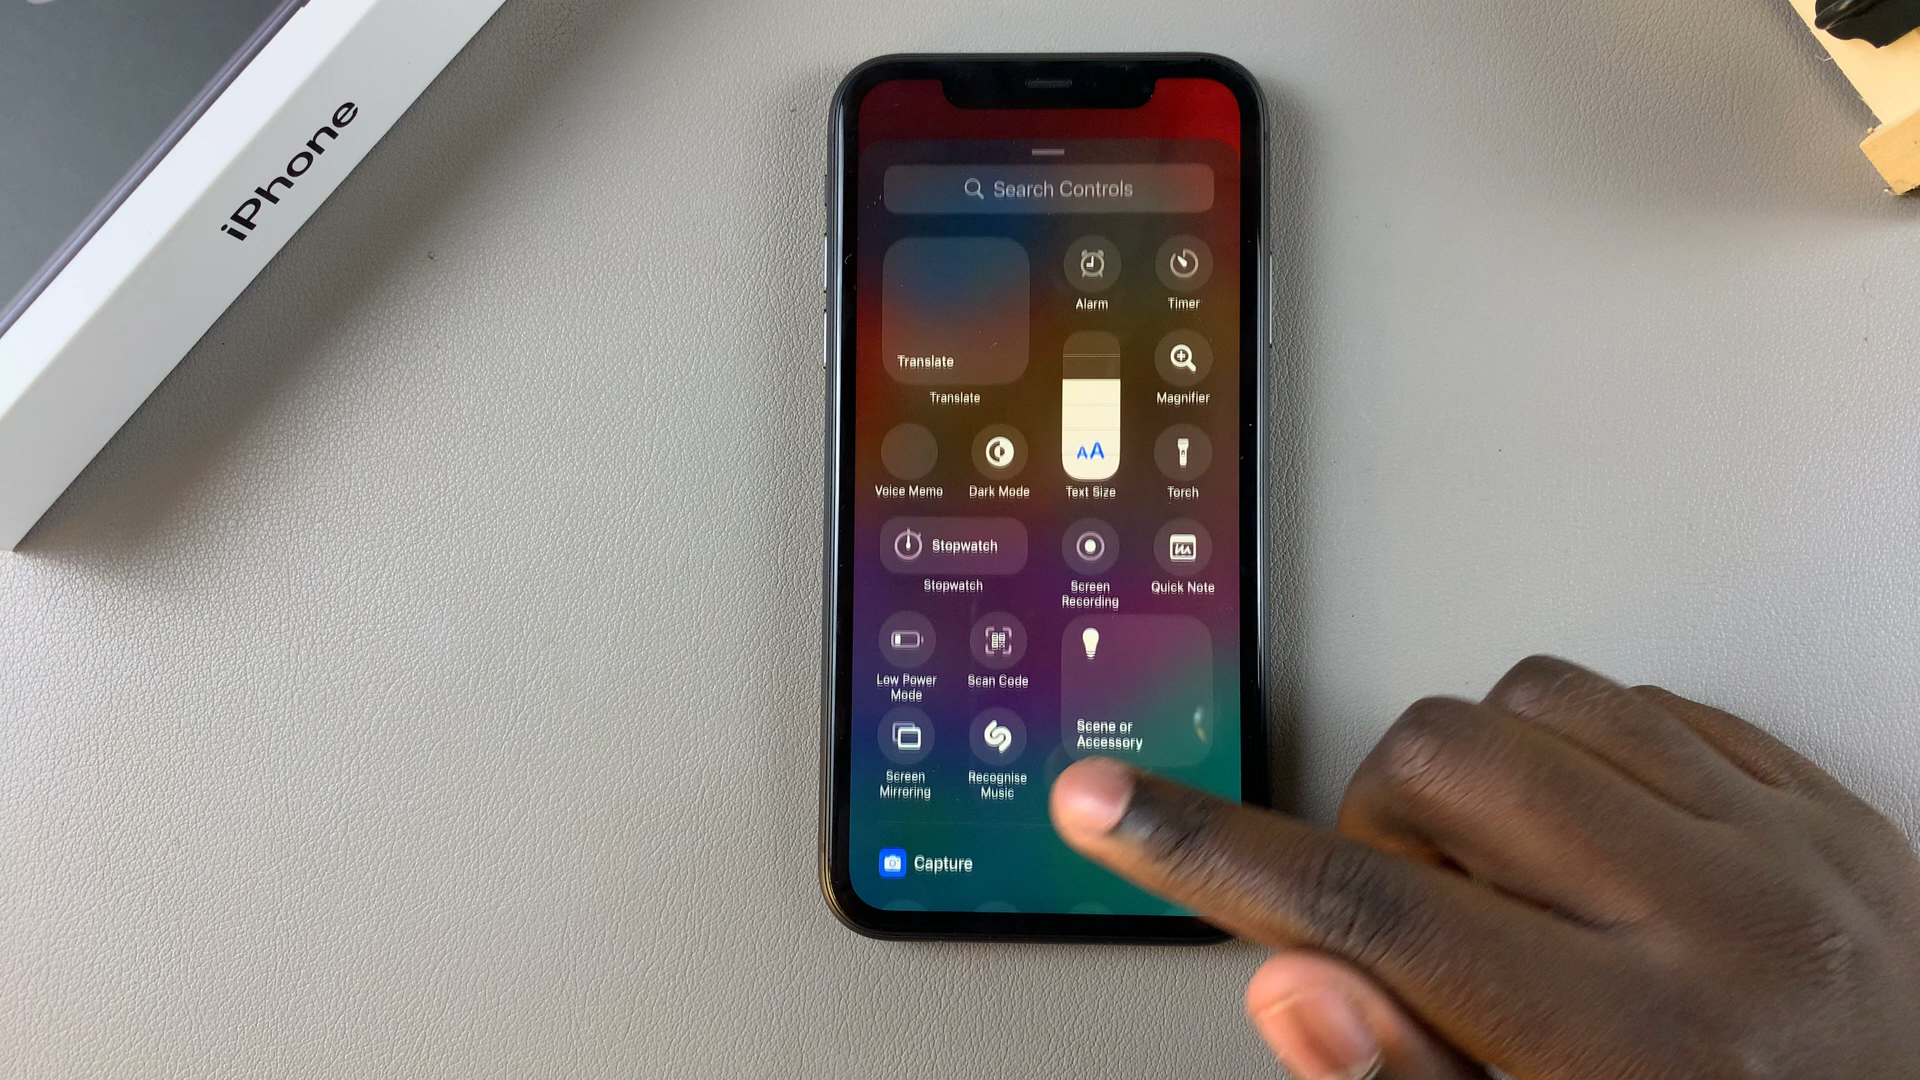 iPhone
Search Controls
Translate
Translate
Alarm
Timer
Magnifier
Voice Memo
Dark Mode
AA
Text Size
Torch
Stopwatch
Stopwatch
Screen
Recording
Quick Note
Low Power
Mode
Scan Code
Scene or
Accessory
Screen
Mirroring
Recognise
Music
Capture